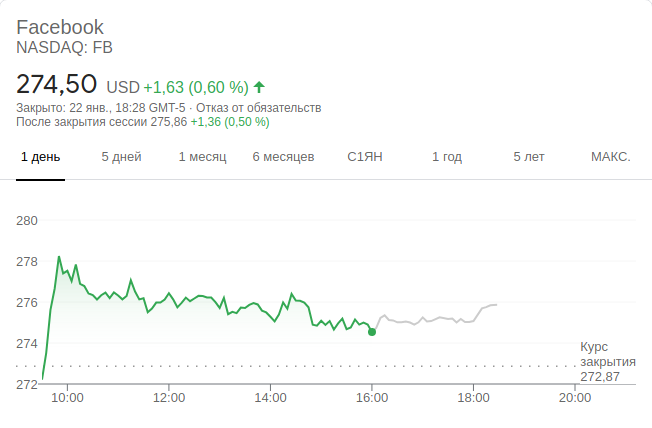 Facebook
NASDAQ: FB
274,50 USD +1,63 (0,60 %)
Закрыто: 22 янв., 18:28 GMT-5 · Отказ от обязательств
После закрытия сессии 275,86 +1,36 (0,50 %)
1 день 5 дней 1 месяц 6 месяцев С1ЯН 1 год 5 лет МАКС.
280
278
276
274
272
Курс
закрытия
272,87
10:00 12:00 14:00 16:00 18:00 20:00